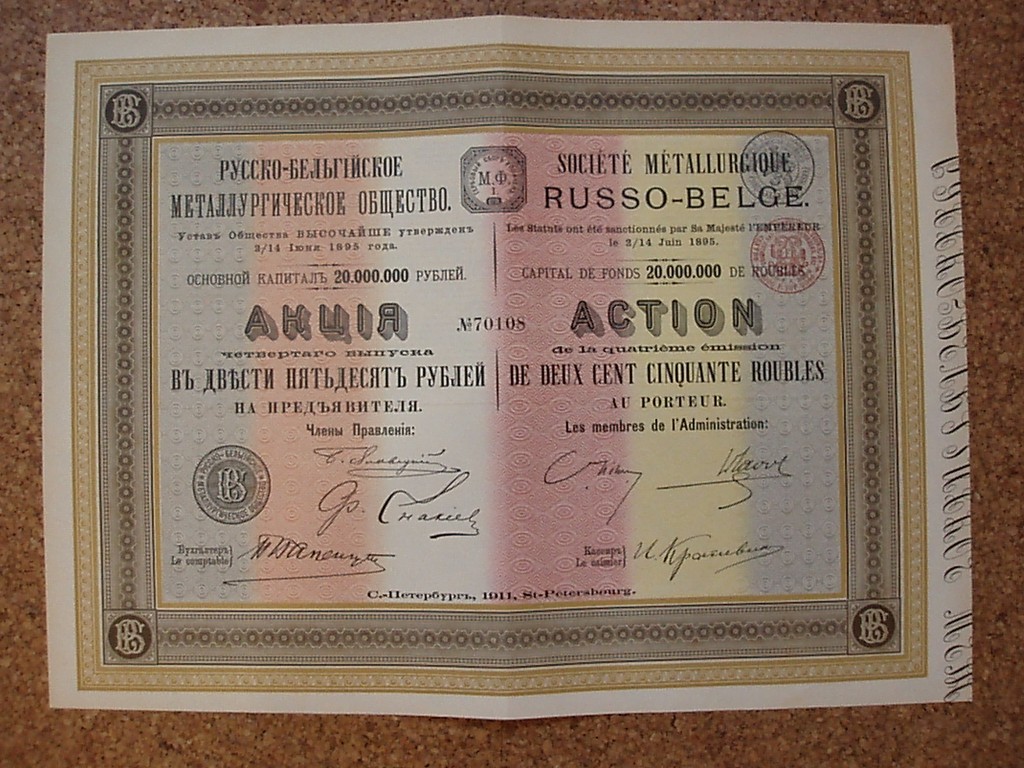 РУССКО-БЕЛЬГІЙСКОЕ
МЕТАЛЛУРГИЧЕСКОЕ ОБЩЕСТВО.
Уставъ Общества ВЫСОЧАЙШЕ утвержденъ
2/14 Іюня 1895 года.
ОСНОВНОЙ КАПИТАЛЪ 20.000.000 РУБЛЕЙ.
АКЦІЯ
четвертаго выпуска
ВЪ ДВѢСТИ ПЯТЬДЕСЯТЪ РУБЛЕЙ
НА ПРЕДЪЯВИТЕЛЯ.
Члены Правленія:
Бухгалтеръ
Le comptable
М.Ф.
1.
№70108
SOCIÉTÉ MÉTALLURGIQUE
RUSSO-BELGE.
Les Statuts ont été sanctionnés par Sa Majesté l'EMPEREUR
le 2/14 Juin 1895.
CAPITAL DE FONDS 20.000.000 DE ROUBLES.
ACTION
de la quatrième émission
DE DEUX CENT CINQUANTE ROUBLES
AU PORTEUR.
Les membres de l'Administration:
Кассиръ
Le caissier
С.-Петербургъ, 1911, St-Petersbourg.